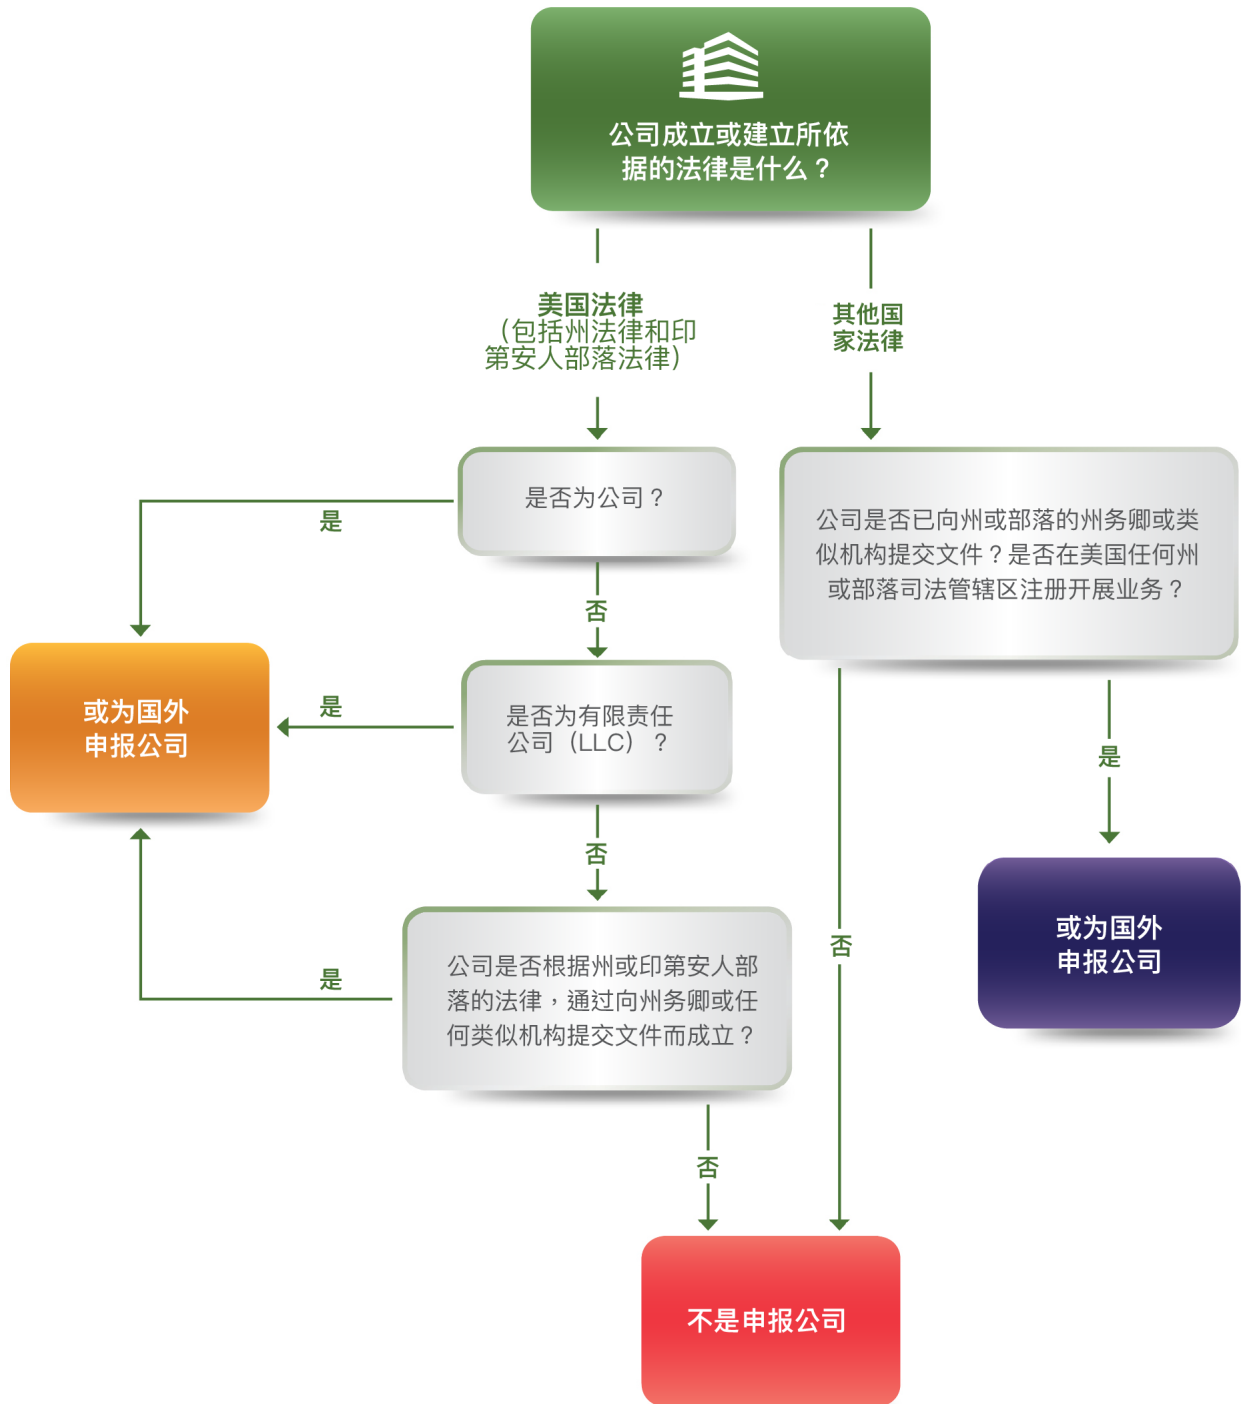 公司成立或建立所依
据的法律是什么？
美国法律
（包括州法律和印
第安人部落法律）
其他国
家法律
是否为公司？
是
否
公司是否已向州或部落的州务卿或类
似机构提交文件？是否在美国任何州
或部落司法管辖区注册开展业务？
或为国外
申报公司
是
是否为有限责任
公司（LLC）？
否
是
否
或为国外
申报公司
是
公司是否根据州或印第安人部
落的法律，通过向州务卿或任
何类似机构提交文件而成立？
否
不是申报公司